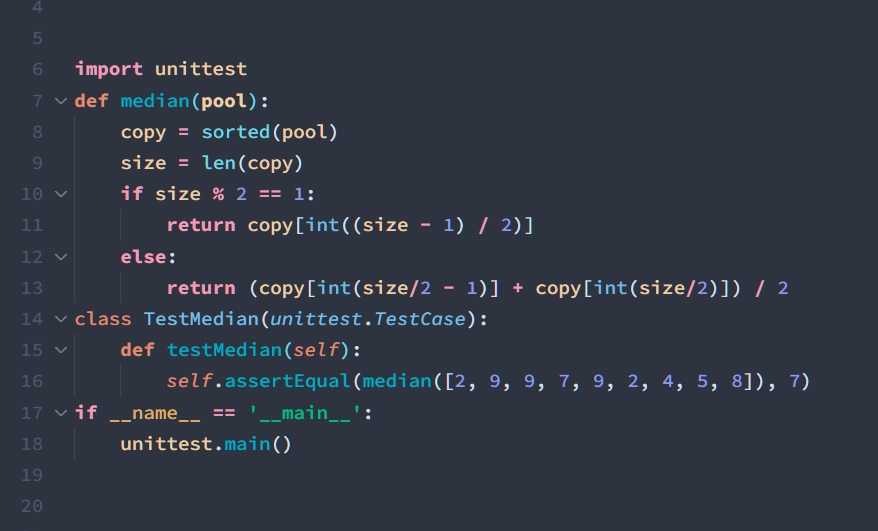 4
5
6 import unittest
7 def median(pool):
8     copy = sorted(pool)
9     size = len(copy)
10     if size % 2 == 1:
11         return copy[int((size - 1) / 2)]
12     else:
13         return (copy[int(size/2 - 1)] + copy[int(size/2)]) / 2
14 class TestMedian(unittest.TestCase):
15     def testMedian(self):
16         self.assertEqual(median([2, 9, 9, 7, 9, 2, 4, 5, 8]), 7)
17 if __name__ == '__main__':
18     unittest.main()
19
20